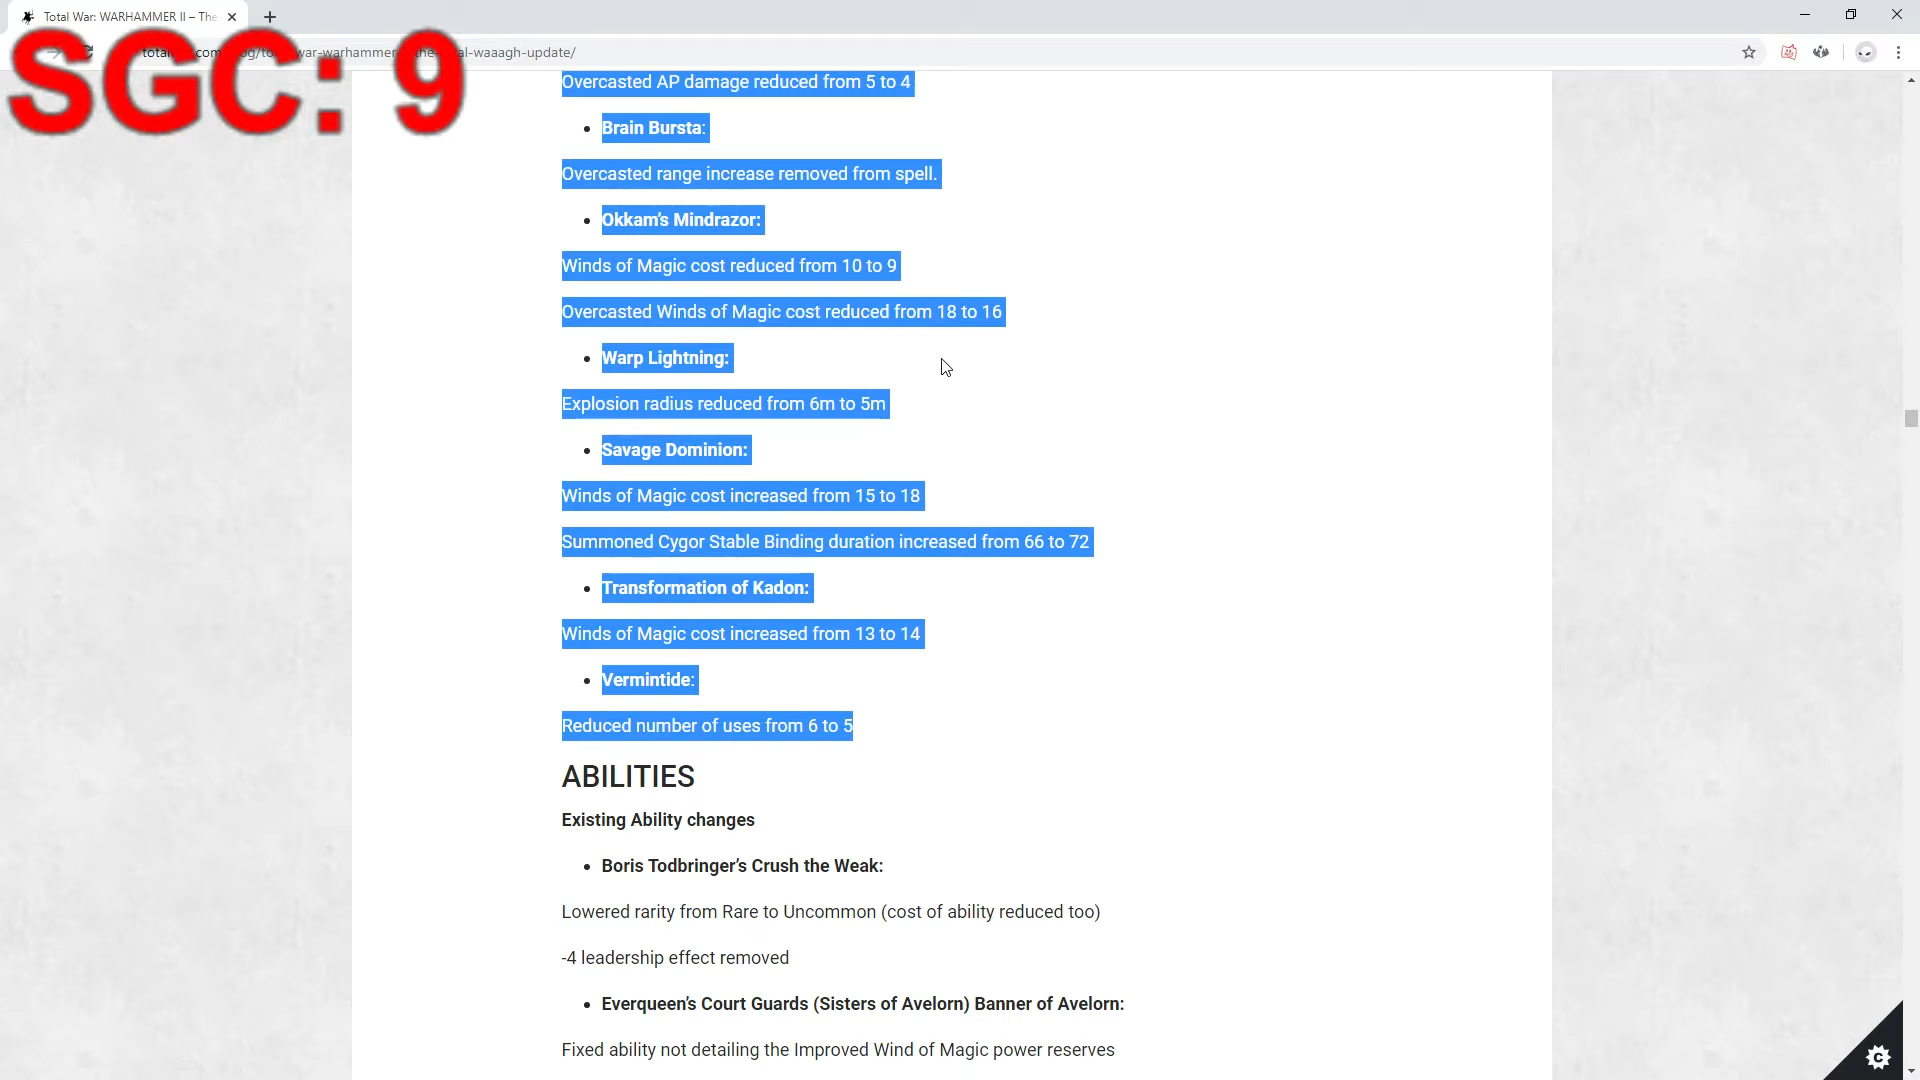 Total War: WARHAMMER II – The
SGC: 9
Overcasted AP damage reduced from 5 to 4
Brain Bursta:
Overcasted range increase removed from spell.
Okkam's Mindrazor:
Winds of Magic cost reduced from 10 to 9
Overcasted Winds of Magic cost reduced from 18 to 16
Warp Lightning:
Explosion radius reduced from 6m to 5m
Savage Dominion:
Winds of Magic cost increased from 15 to 18
Summoned Cygor Stable Binding duration increased from 66 to 72
Transformation of Kadon:
Winds of Magic cost increased from 13 to 14
Vermintide:
Reduced number of uses from 6 to 5
ABILITIES
Existing Ability changes
Boris Todbringer's Crush the Weak:
Lowered rarity from Rare to Uncommon (cost of ability reduced too)
-4 leadership effect removed
Everqueen's Court Guards (Sisters of Avelorn) Banner of Avelorn:
Fixed ability not detailing the Improved Wind of Magic power reserves